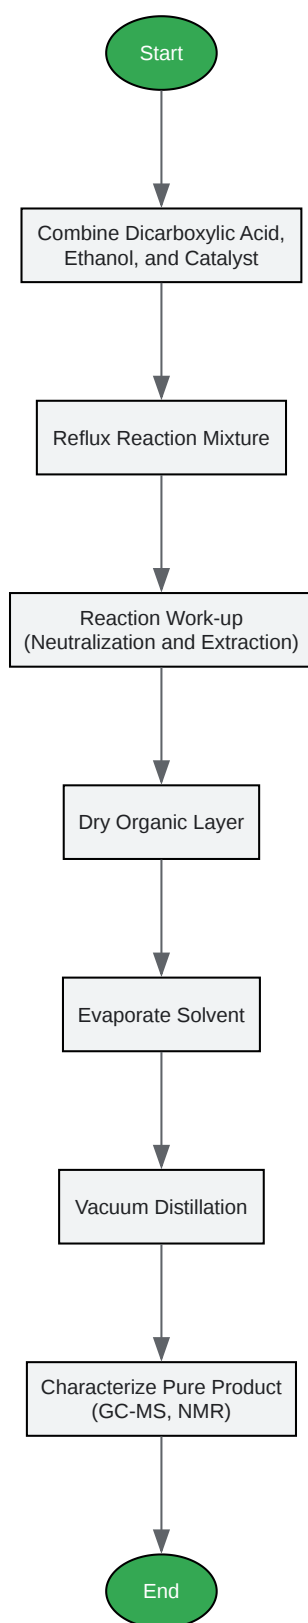 Start
Combine Dicarboxylic Acid,
Ethanol, and Catalyst
Reflux Reaction Mixture
Reaction Work-up
(Neutralization and Extraction)
Dry Organic Layer
Evaporate Solvent
Vacuum Distillation
Characterize Pure Product
(GC-MS, NMR)
End